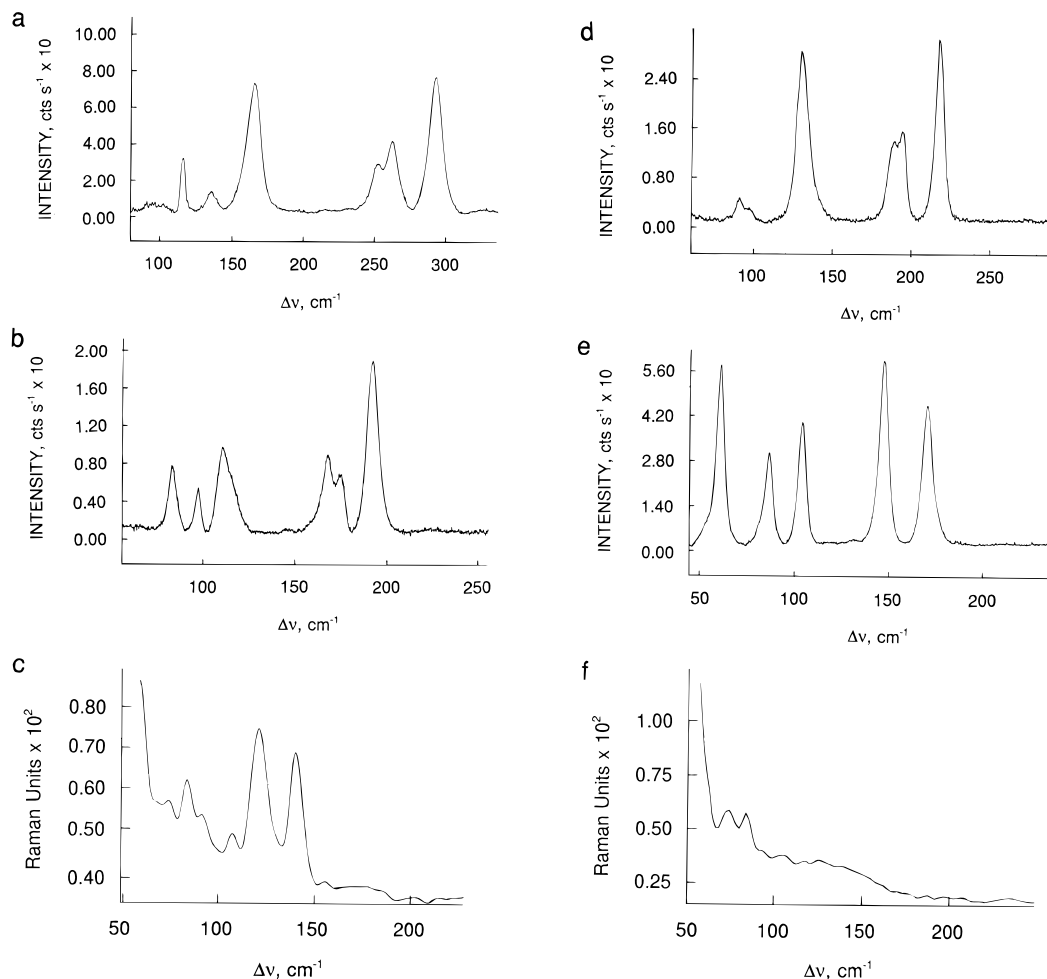 a
INTENSITY, cts s⁻¹ x 10
10.00
8.00
6.00
4.00
2.00
0.00
100 150 200 250 300
Δν, cm⁻¹
b
INTENSITY, cts s⁻¹ x 10
2.00
1.60
1.20
0.80
0.40
0.00
100 150 200 250
Δν, cm⁻¹
c
Raman Units x 10²
0.80
0.70
0.60
0.50
0.40
50 100 150 200
Δν, cm⁻¹
d
INTENSITY, cts s⁻¹ x 10
2.40
1.60
0.80
0.00
100 150 200 250
Δν, cm⁻¹
e
INTENSITY, cts s⁻¹ x 10
5.60
4.20
2.80
1.40
0.00
50 100 150 200
Δν, cm⁻¹
f
Raman Units x 10²
1.00
0.75
0.50
0.25
50 100 150 200
Δν, cm⁻¹